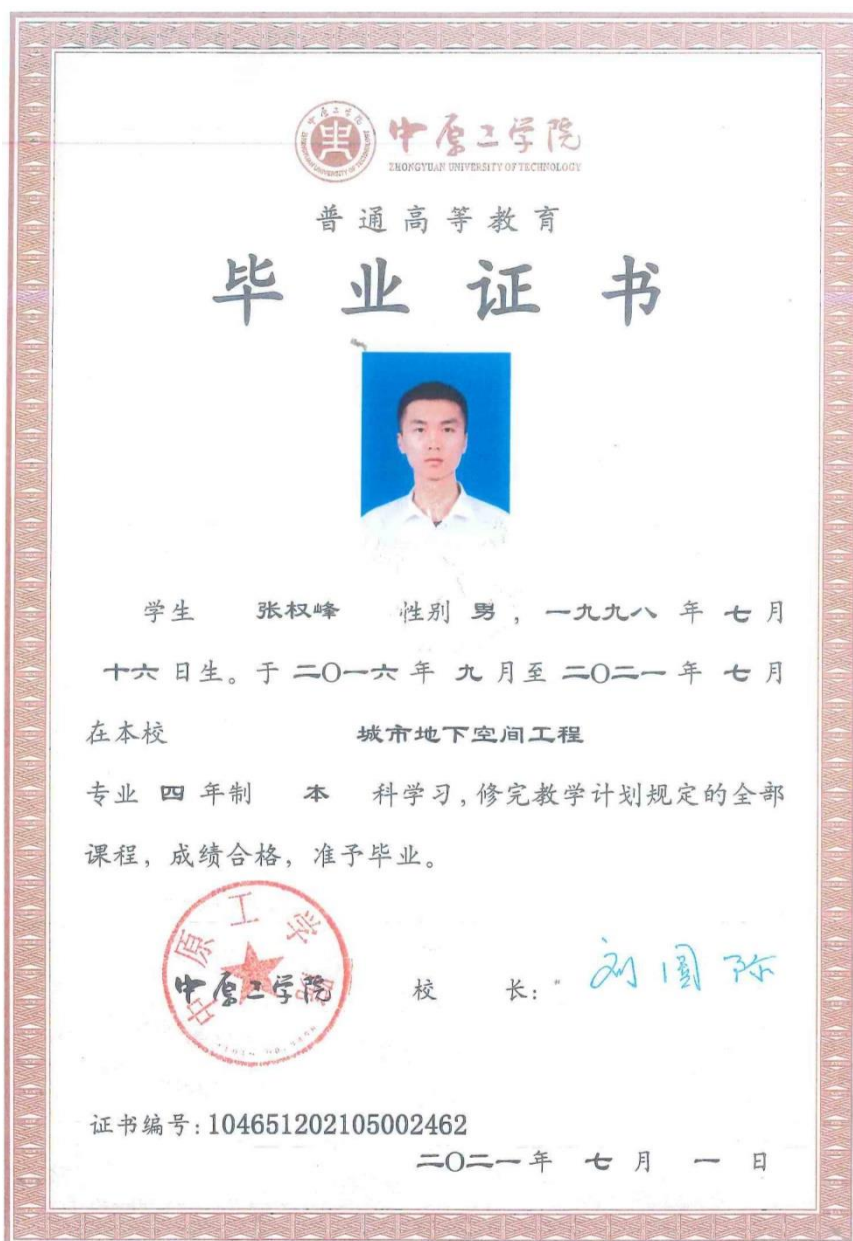 中原工学院
ZHONGYUAN UNIVERSITY OF TECHNOLOGY
普通高等教育
毕业证书
学生 张权峰 性别 男，一九九八 年 七 月
十六 日生。于 二〇一六 年 九 月至 二〇二一 年 七 月
在本校 城市地下空间工程
专业 四 年制 本 科学习，修完教学计划规定的全部
课程，成绩合格，准予毕业。
中原工学院 校 长：
证书编号：104651202105002462
二〇二一年 七 月 一 日